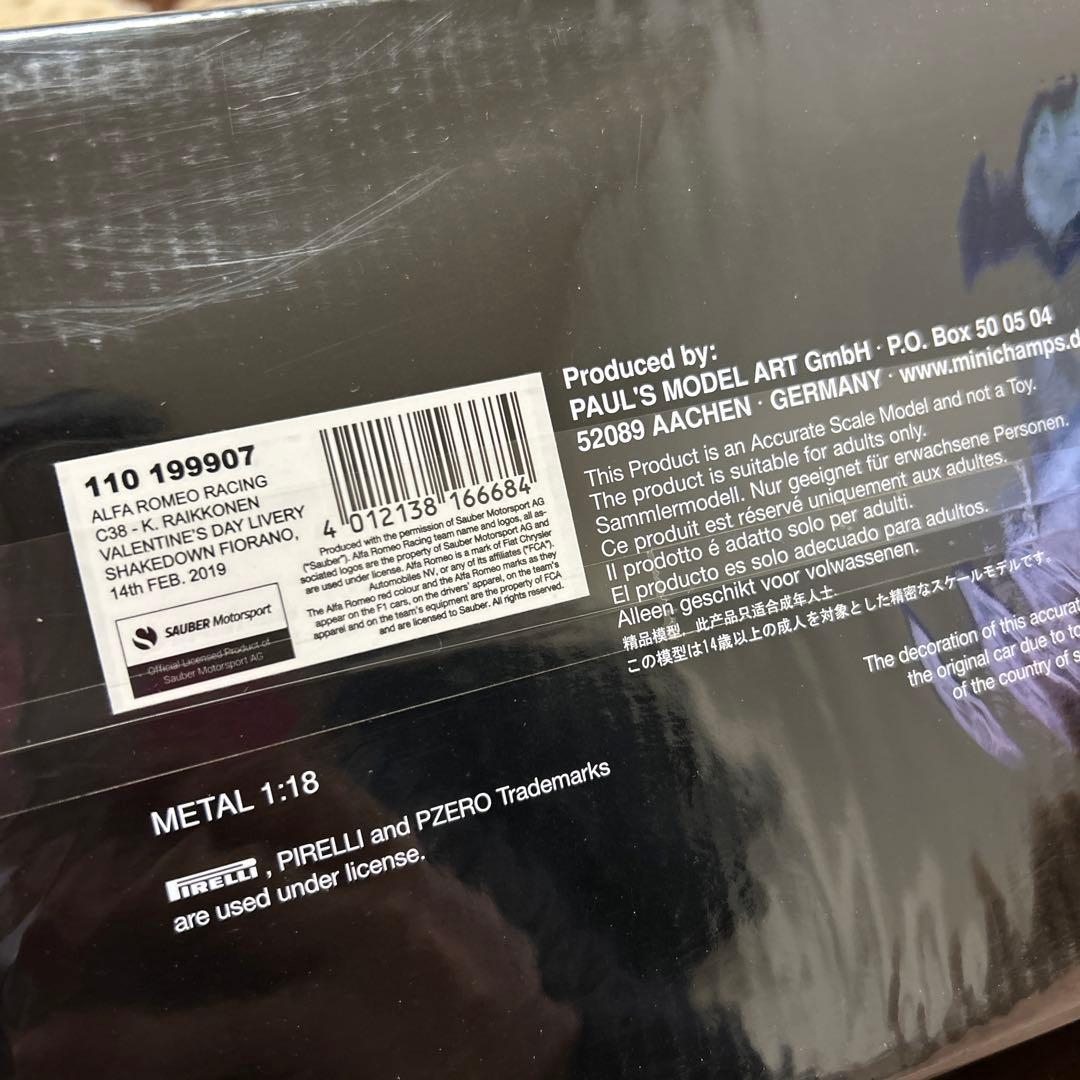 110 199907
ALFA ROMEO RACING
C38 - K. RAIKKONEN
VALENTINE'S DAY LIVERY
SHAKEDOWN FIORANO,
14th FEB. 2019
SAUBER Motorsport
Official Licensed Product of
Sauber Motorsport AG
4 012138 166684
Produced with the permission of Sauber Motorsport AG
("Sauber"). Alfa Romeo Racing team name and logos, all as-
sociated logos are the property of Sauber Motorsport AG and
are used under license. Alfa Romeo is a mark of Fiat Chrysler
Automobiles NV, or any of its affiliates ("FCA").
The Alfa Romeo red colour and the Alfa Romeo marks as they
appear on the F1 cars, on the drivers' apparel, on the team's
apparel and on the team's equipment are the property of FCA
and are licensed to Sauber. All rights reserved.
Produced by:
PAUL'S MODEL ART GmbH · P.O. Box 50 05 04
52089 AACHEN · GERMANY · www.minichamps.d
This Product is an Accurate Scale Model and not a Toy.
The product is suitable for adults only.
Sammlermodell. Nur geeignet für erwachsene Personen.
Ce produit est réservé uniquement aux adultes.
Il prodotto é adatto solo per adulti.
El producto es solo adecuado para adultos.
Alleen geschikt voor volwassenen.
精品模型，此产品只适合成年人士.
この模型は14歳以上の成人を対象とした精密なスケールモデルです。
The decoration of this accurat
the original car due to to
of the country of s
METAL 1:18
PIRELLI, PIRELLI and PZERO Trademarks
are used under license.